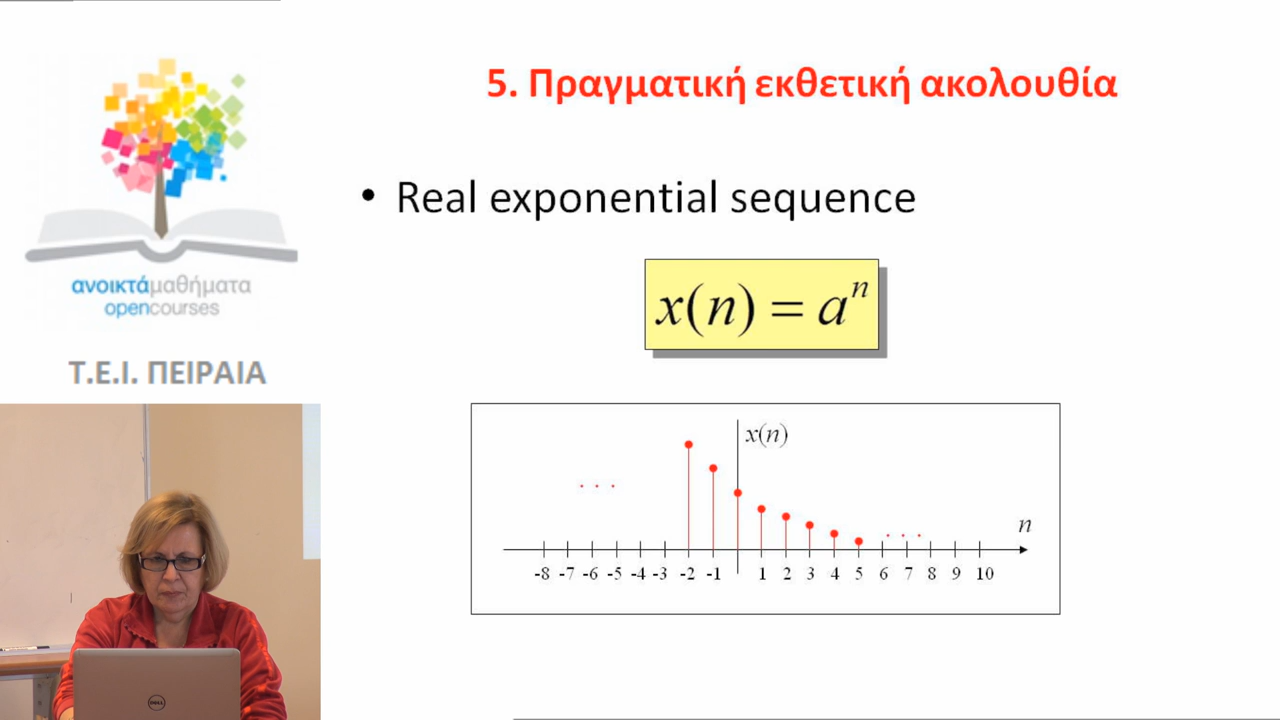 5. Πραγματική εκθετική ακολουθία
• Real exponential sequence
x(n) = aⁿ
ανοικτάμαθήματα
opencourses
Τ.Ε.Ι. ΠΕΙΡΑΙΑ
x(n)
. . .
. . .
n
-8 -7 -6 -5 -4 -3 -2 -1 1 2 3 4 5 6 7 8 9 10
DELL